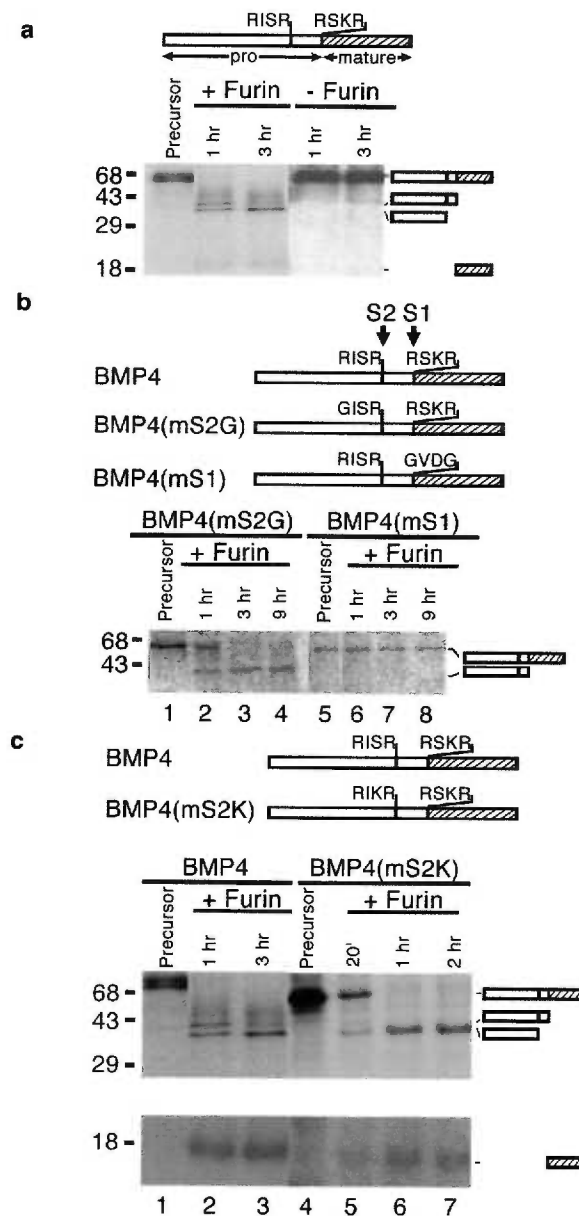 a
RISR RSKR
pro mature
+ Furin - Furin
Precursor 1 hr 3 hr 1 hr 3 hr
68
43
29
18
b
S2 S1
RISR RSKR
BMP4
GISR RSKR
BMP4(mS2G)
RISR GVDG
BMP4(mS1)
BMP4(mS2G) BMP4(mS1)
+ Furin + Furin
Precursor 1 hr 3 hr 9 hr Precursor 1 hr 3 hr 9 hr
68
43
1 2 3 4 5 6 7 8
c
RISR RSKR
BMP4
RIKR RSKR
BMP4(mS2K)
BMP4 BMP4(mS2K)
+ Furin + Furin
Precursor 1 hr 3 hr Precursor 20' 1 hr 2 hr
68
43
29
18
1 2 3 4 5 6 7